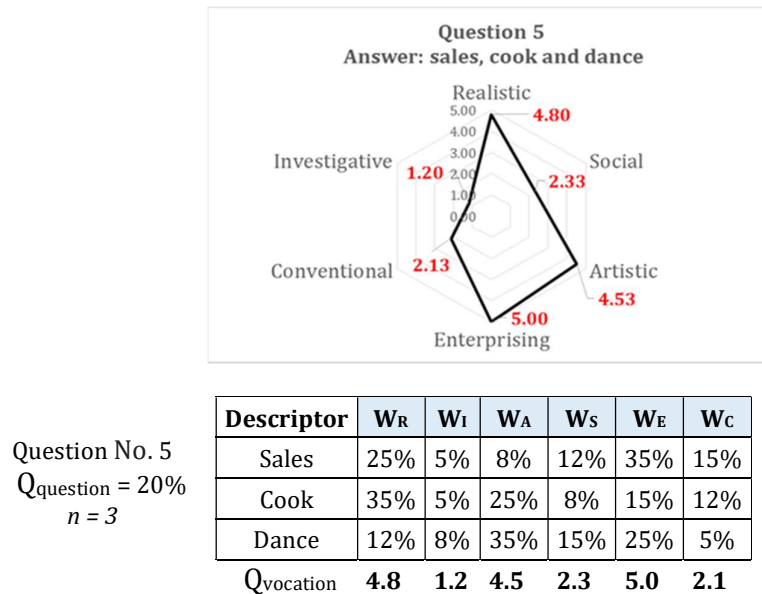 Question 5
Answer: sales, cook and dance
Realistic
5.00
4.80
4.00
3.00
Investigative
1.20
2.00
Social
2.33
1.00
0.00
Conventional
2.13
Artistic
4.53
5.00
Enterprising
Question No. 5
Qquestion = 20%
n = 3
Descriptor WR WI WA WS WE WC
Sales 25% 5% 8% 12% 35% 15%
Cook 35% 5% 25% 8% 15% 12%
Dance 12% 8% 35% 15% 25% 5%
Qvocation 4.8 1.2 4.5 2.3 5.0 2.1